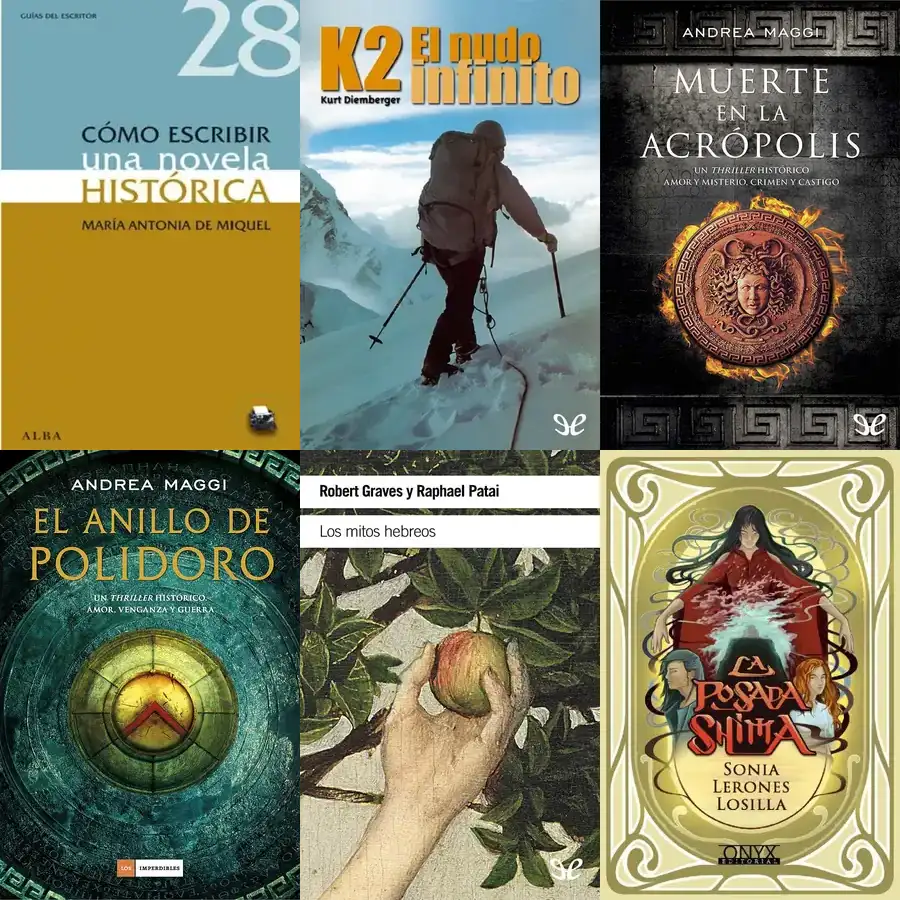 GUÍAS DEL ESCRITOR
28
CÓMO ESCRIBIR
una novela
HISTÓRICA
MARÍA ANTONIA DE MIQUEL
ALBA
K2 El nudo
infinito
Kurt Diemberger
ANDREA MAGGI
MUERTE
EN LA
ACRÓPOLIS
UN THRILLER HISTÓRICO
AMOR Y MISTERIO, CRIMEN Y CASTIGO
ANDREA MAGGI
EL ANILLO DE
POLIDORO
UN THRILLER HISTÓRICO.
AMOR, VENGANZA Y GUERRA
LOS IMPERDIBLES
Robert Graves y Raphael Patai
Los mitos hebreos
LA
POSADA
SHIMA
SONIA
LERONES
LOSILLA
ONYX
EDITORIAL